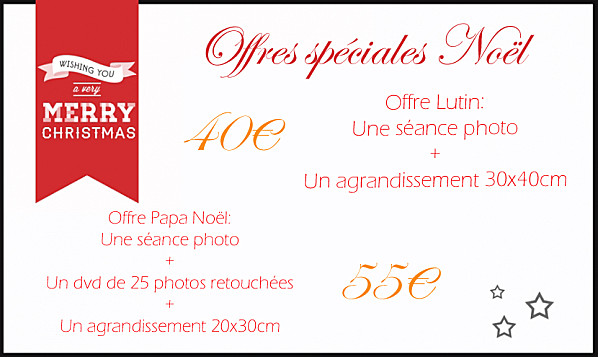 WISHING YOU
a very
MERRY
CHRISTMAS
Offres spéciales Noël
40€
Offre Lutin:
Une séance photo
+
Un agrandissement 30x40cm
Offre Papa Noël:
Une séance photo
+
Un dvd de 25 photos retouchées
+
Un agrandissement 20x30cm
55€